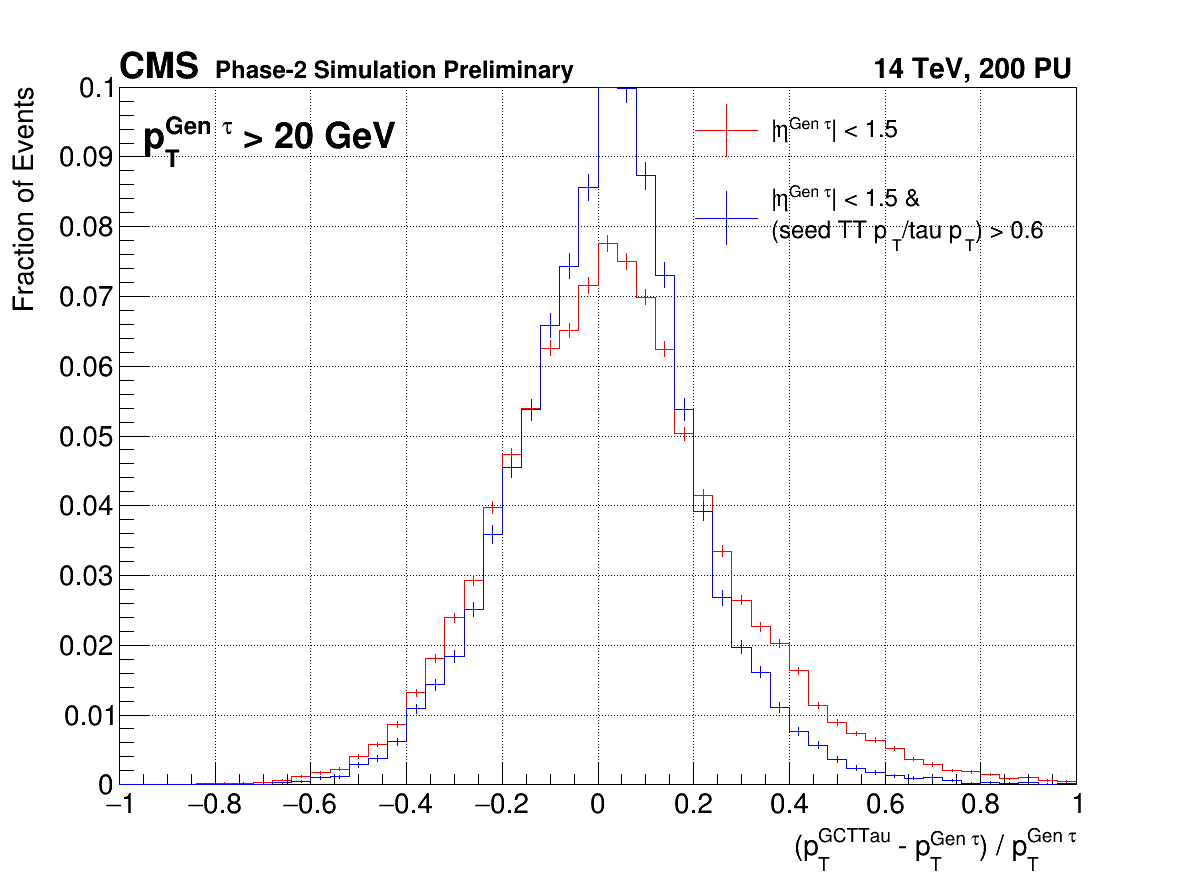 CMS Phase-2 Simulation Preliminary 14 TeV, 200 PU
Fraction of Events
0.1
0.09
0.08
0.07
0.06
0.05
0.04
0.03
0.02
0.01
0
p_T^{Gen τ} > 20 GeV
|η^{Gen τ}| < 1.5
|η^{Gen τ}| < 1.5 &
(seed TT p_T/tau p_T) > 0.6
−1 −0.8 −0.6 −0.4 −0.2 0 0.2 0.4 0.6 0.8 1
(p_T^{GCTTau} - p_T^{Gen τ}) / p_T^{Gen τ}